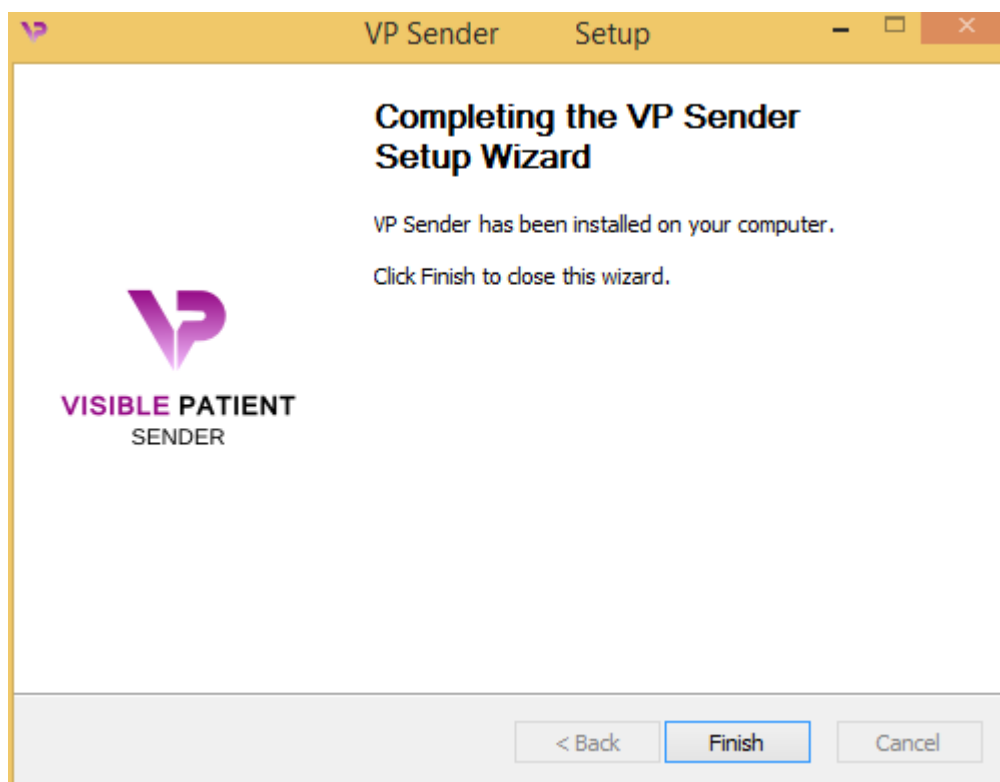 VP Sender Setup
Completing the VP Sender
Setup Wizard
VP Sender has been installed on your computer.
Click Finish to close this wizard.
VP
VISIBLE PATIENT
SENDER
< Back
Finish
Cancel